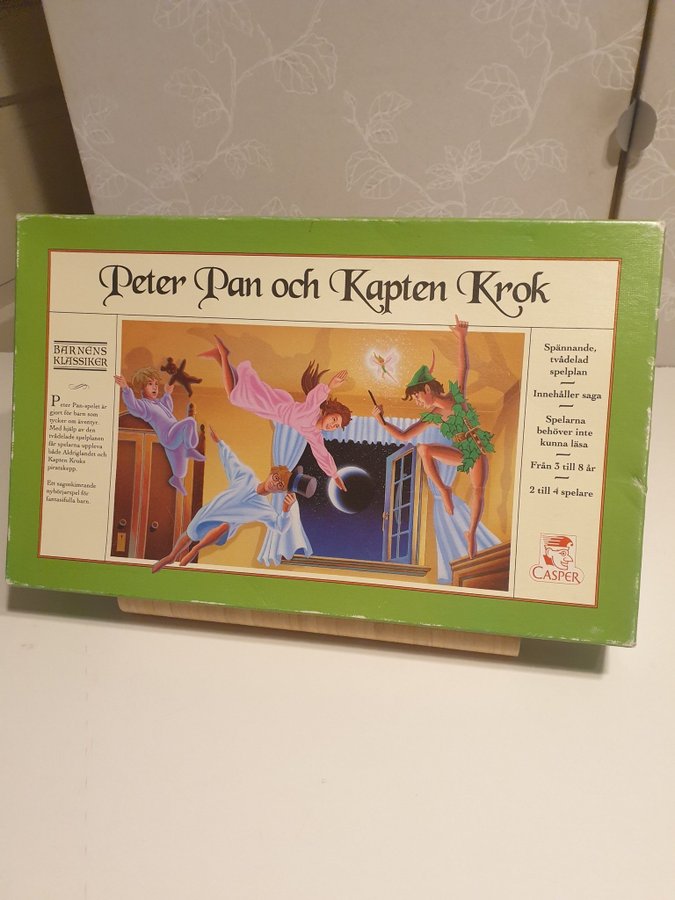 Peter Pan och Kapten Krok
BARNENS
KLASSIKER
Peter Pan-spelet är
gjort för barn som
tycker om äventyr.
Med hjälp av den
tvådelade spelplanen
får spelarna uppleva
både Aldriglandet och
Kapten Kroks
piratskepp.
Ett sagoskimrande
nybörjarspel för
fantasifulla barn.
Spännande,
tvådelad
spelplan
Innehåller saga
Spelarna
behöver inte
kunna läsa
Från 3 till 8 år
2 till 4 spelare
CASPER